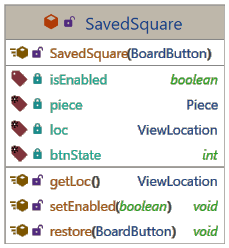 SavedSquare
SavedSquare(BoardButton)
isEnabled boolean
piece Piece
loc ViewLocation
btnState int
getLoc() ViewLocation
setEnabled(boolean) void
restore(BoardButton) void